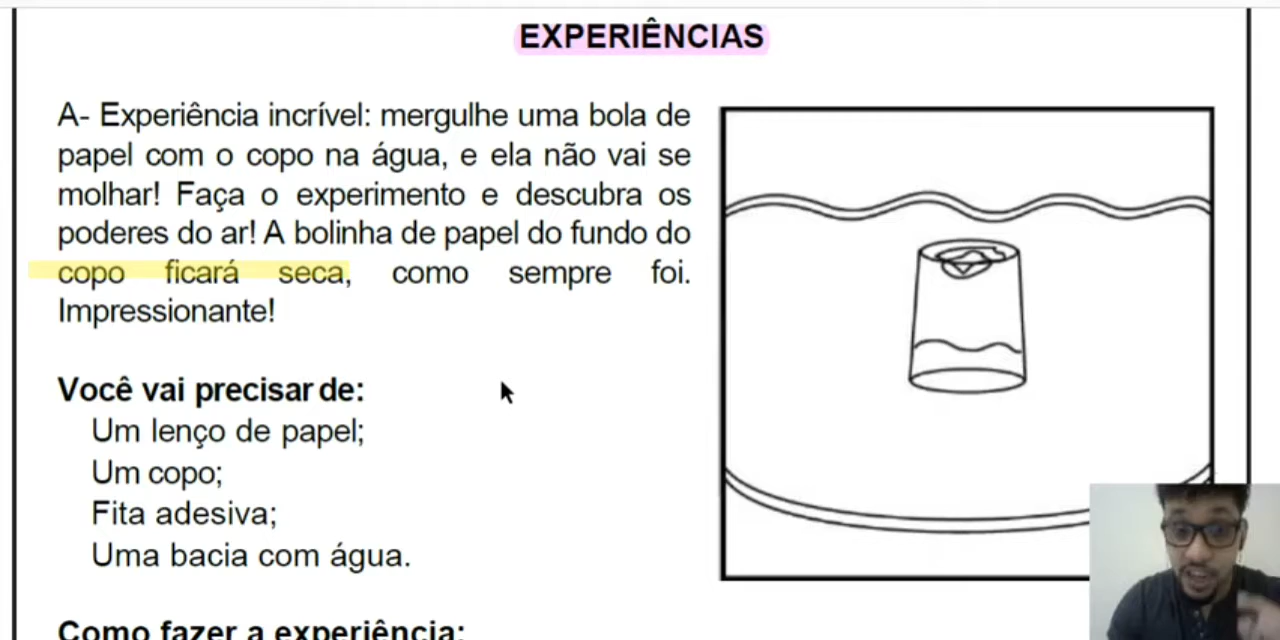 EXPERIÊNCIAS
A- Experiência incrível: mergulhe uma bola de
papel com o copo na água, e ela não vai se
molhar! Faça o experimento e descubra os
poderes do ar! A bolinha de papel do fundo do
copo ficará seca, como sempre foi.
Impressionante!
Você vai precisar de:
Um lenço de papel;
Um copo;
Fita adesiva;
Uma bacia com água.
Como fazer a experiência: